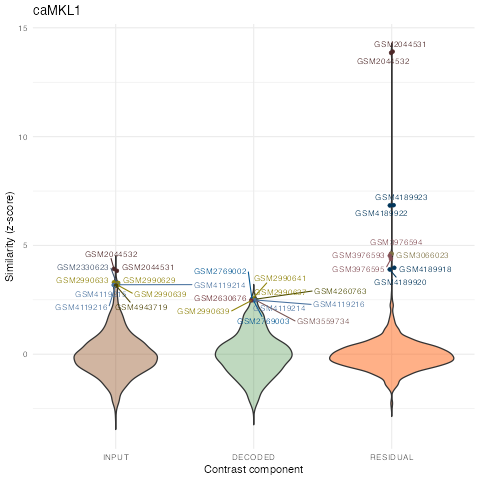 caMKL1
Similarity (z-score)
15
10
5
0
GSM2044532
GSM2330623
GSM2044531
GSM2990633
GSM2990629
GSM2990639
GSM4119214
GSM4119216
GSM4943719
GSM2769002
GSM2990641
GSM4260763
GSM2630676
GSM4119216
GSM2990639
GSM4119214
GSM2769003
GSM3559734
GSM2044531
GSM2044532
GSM4189923
GSM4189922
GSM3976594
GSM3976593
GSM3066023
GSM3976595
GSM4189918
GSM4189920
INPUT
DECODED
RESIDUAL
Contrast component